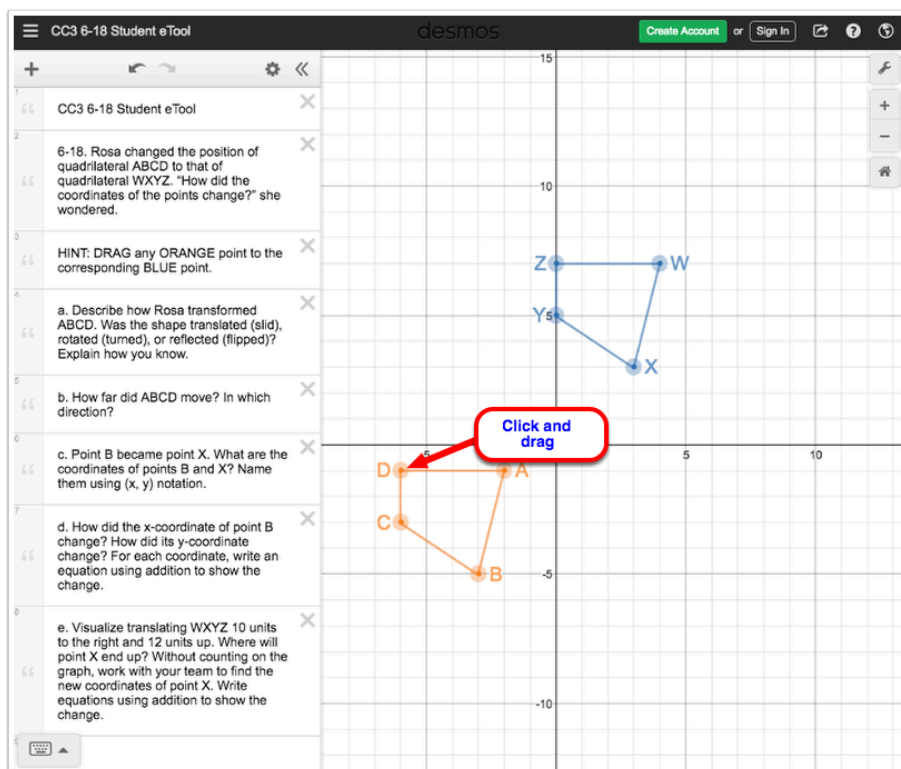 CC3 6-18 Student eTool
desmos
Create Account or Sign In
1
CC3 6-18 Student eTool
2
6-18. Rosa changed the position of
quadrilateral ABCD to that of
quadrilateral WXYZ. "How did the
coordinates of the points change?" she
wondered.
3
HINT: DRAG any ORANGE point to the
corresponding BLUE point.
4
a. Describe how Rosa transformed
ABCD. Was the shape translated (slid),
rotated (turned), or reflected (flipped)?
Explain how you know.
5
b. How far did ABCD move? In which
direction?
6
c. Point B became point X. What are the
coordinates of points B and X? Name
them using (x, y) notation.
7
d. How did the x-coordinate of point B
change? How did its y-coordinate
change? For each coordinate, write an
equation using addition to show the
change.
8
e. Visualize translating WXYZ 10 units
to the right and 12 units up. Where will
point X end up? Without counting on the
graph, work with your team to find the
new coordinates of point X. Write
equations using addition to show the
change.
15
10
Z W
Y 5
X
Click and
drag
5 10
D A
C
B
-5
-10